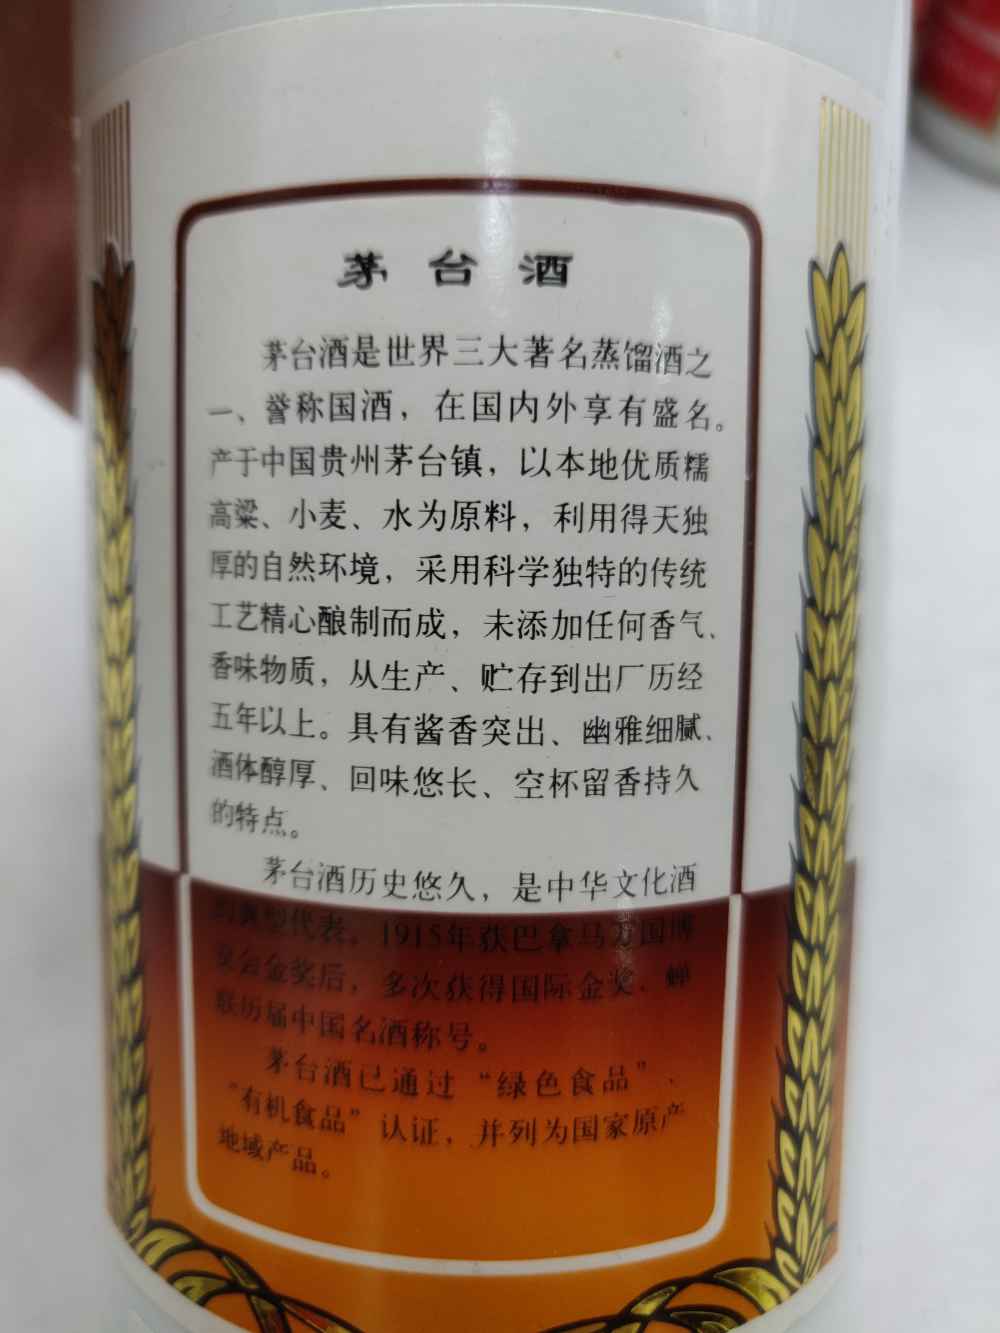 茅台酒
茅台酒是世界三大著名蒸馏酒之
一、誉称国酒，在国内外享有盛名。
产于中国贵州茅台镇，以本地优质糯
高粱、小麦、水为原料，利用得天独
厚的自然环境，采用科学独特的传统
工艺精心酿制而成，未添加任何香气、
香味物质，从生产、贮存到出厂历经
五年以上。具有酱香突出、幽雅细腻、
酒体醇厚、回味悠长、空杯留香持久
的特点。
茅台酒历史悠久，是中华文化酒
的典型代表。1915年获巴拿马万国博
览会金奖后，多次获得国际金奖、蝉
联历届中国名酒称号。
茅台酒已通过“绿色食品”、
“有机食品”认证，并列为国家原产
地域产品。